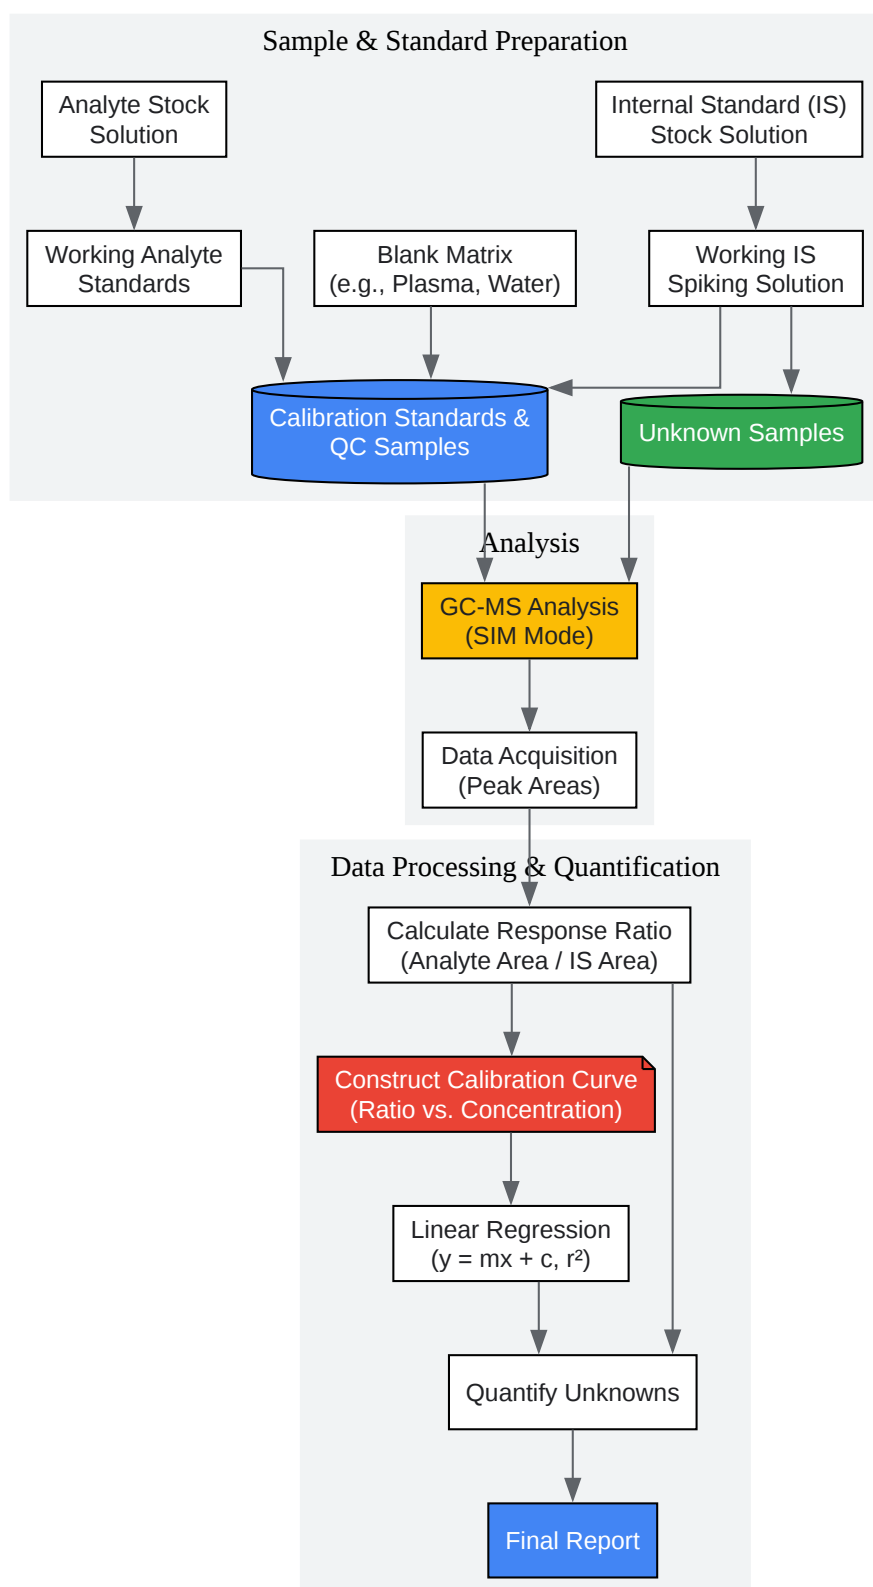 Sample & Standard Preparation
Analyte Stock
Solution
Internal Standard (IS)
Stock Solution
Working Analyte
Standards
Blank Matrix
(e.g., Plasma, Water)
Working IS
Spiking Solution
Calibration Standards &
QC Samples
Unknown Samples
Analysis
GC-MS Analysis
(SIM Mode)
Data Acquisition
(Peak Areas)
Data Processing & Quantification
Calculate Response Ratio
(Analyte Area / IS Area)
Construct Calibration Curve
(Ratio vs. Concentration)
Linear Regression
(y = mx + c, r²)
Quantify Unknowns
Final Report